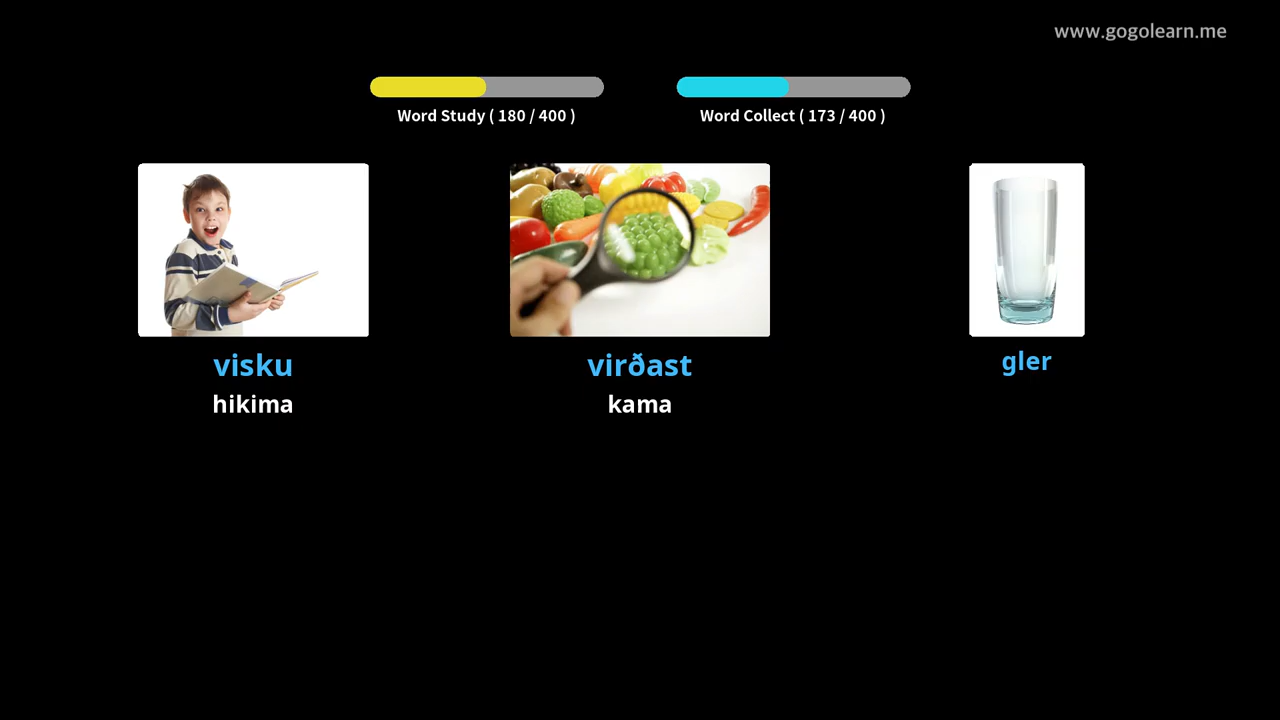 www.gogolearn.me
Word Study ( 180 / 400 )
Word Collect ( 173 / 400 )
visku
hikima
virðast
kama
gler